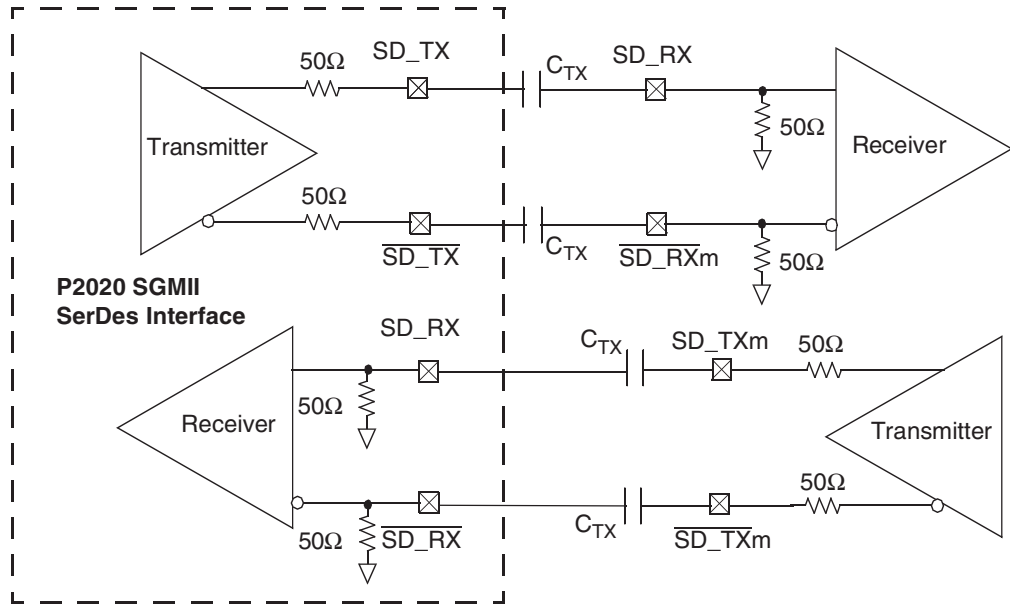 50Ω
SD_TX
C_TX
SD_RX
Transmitter
50Ω
Receiver
50Ω
SD_TX
C_TX
SD_RXm
50Ω
P2020 SGMII
SerDes Interface
SD_RX
C_TX
SD_TXm
50Ω
50Ω
Receiver
Transmitter
50Ω
50Ω
SD_RX
C_TX
SD_TXm